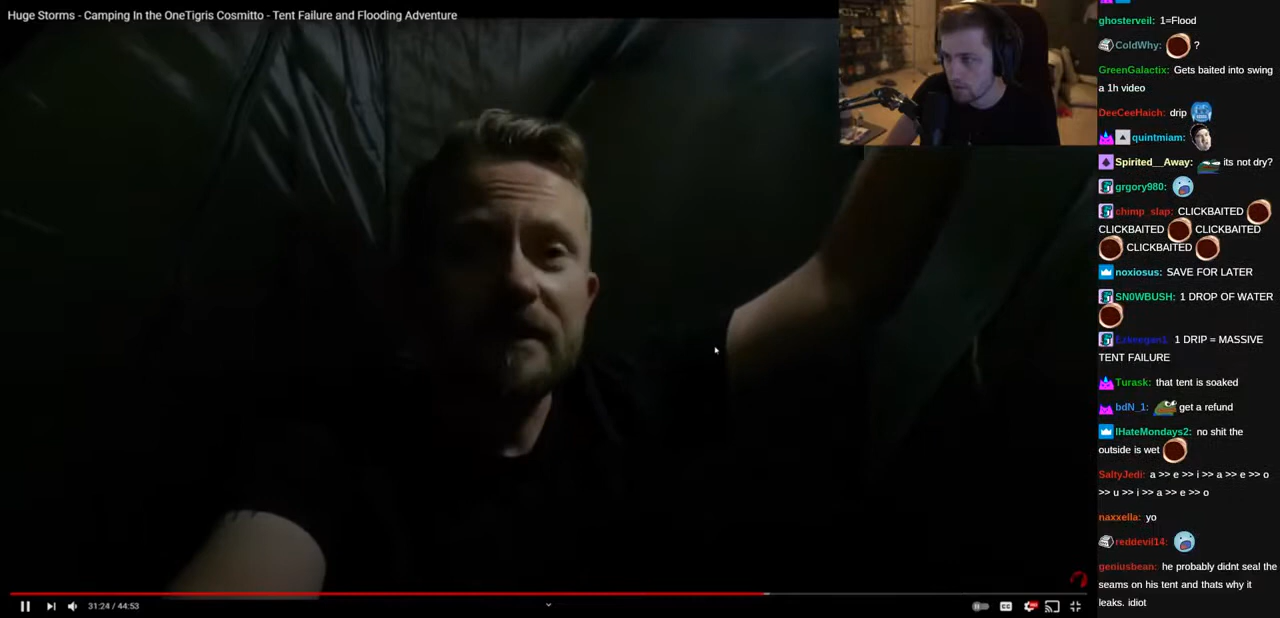 Huge Storms - Camping In the OneTigris Cosmitto - Tent Failure and Flooding Adventure
ghosterveil: 1=Flood
ColdWhy: ?
GreenGalactix: Gets baited into swing
a 1h video
DeeCeeHaich: drip
quintmiam:
Spirited__Away: its not dry?
grgory980:
chimp_slap: CLICKBAITED
CLICKBAITED CLICKBAITED
CLICKBAITED
noxiosus: SAVE FOR LATER
SN0WBUSH: 1 DROP OF WATER
1 DRIP = MASSIVE
TENT FAILURE
Turask: that tent is soaked
bdN_1: get a refund
IHateMondays2: no shit the
outside is wet
SaltyJedi: a >> e >> i >> a >> e >> o
>> u >> i >> a >> e >> o
naxxella: yo
reddevil14:
geniusbean: he probably didnt seal the
seams on his tent and thats why it
leaks. idiot
31:24 / 44:53
CC